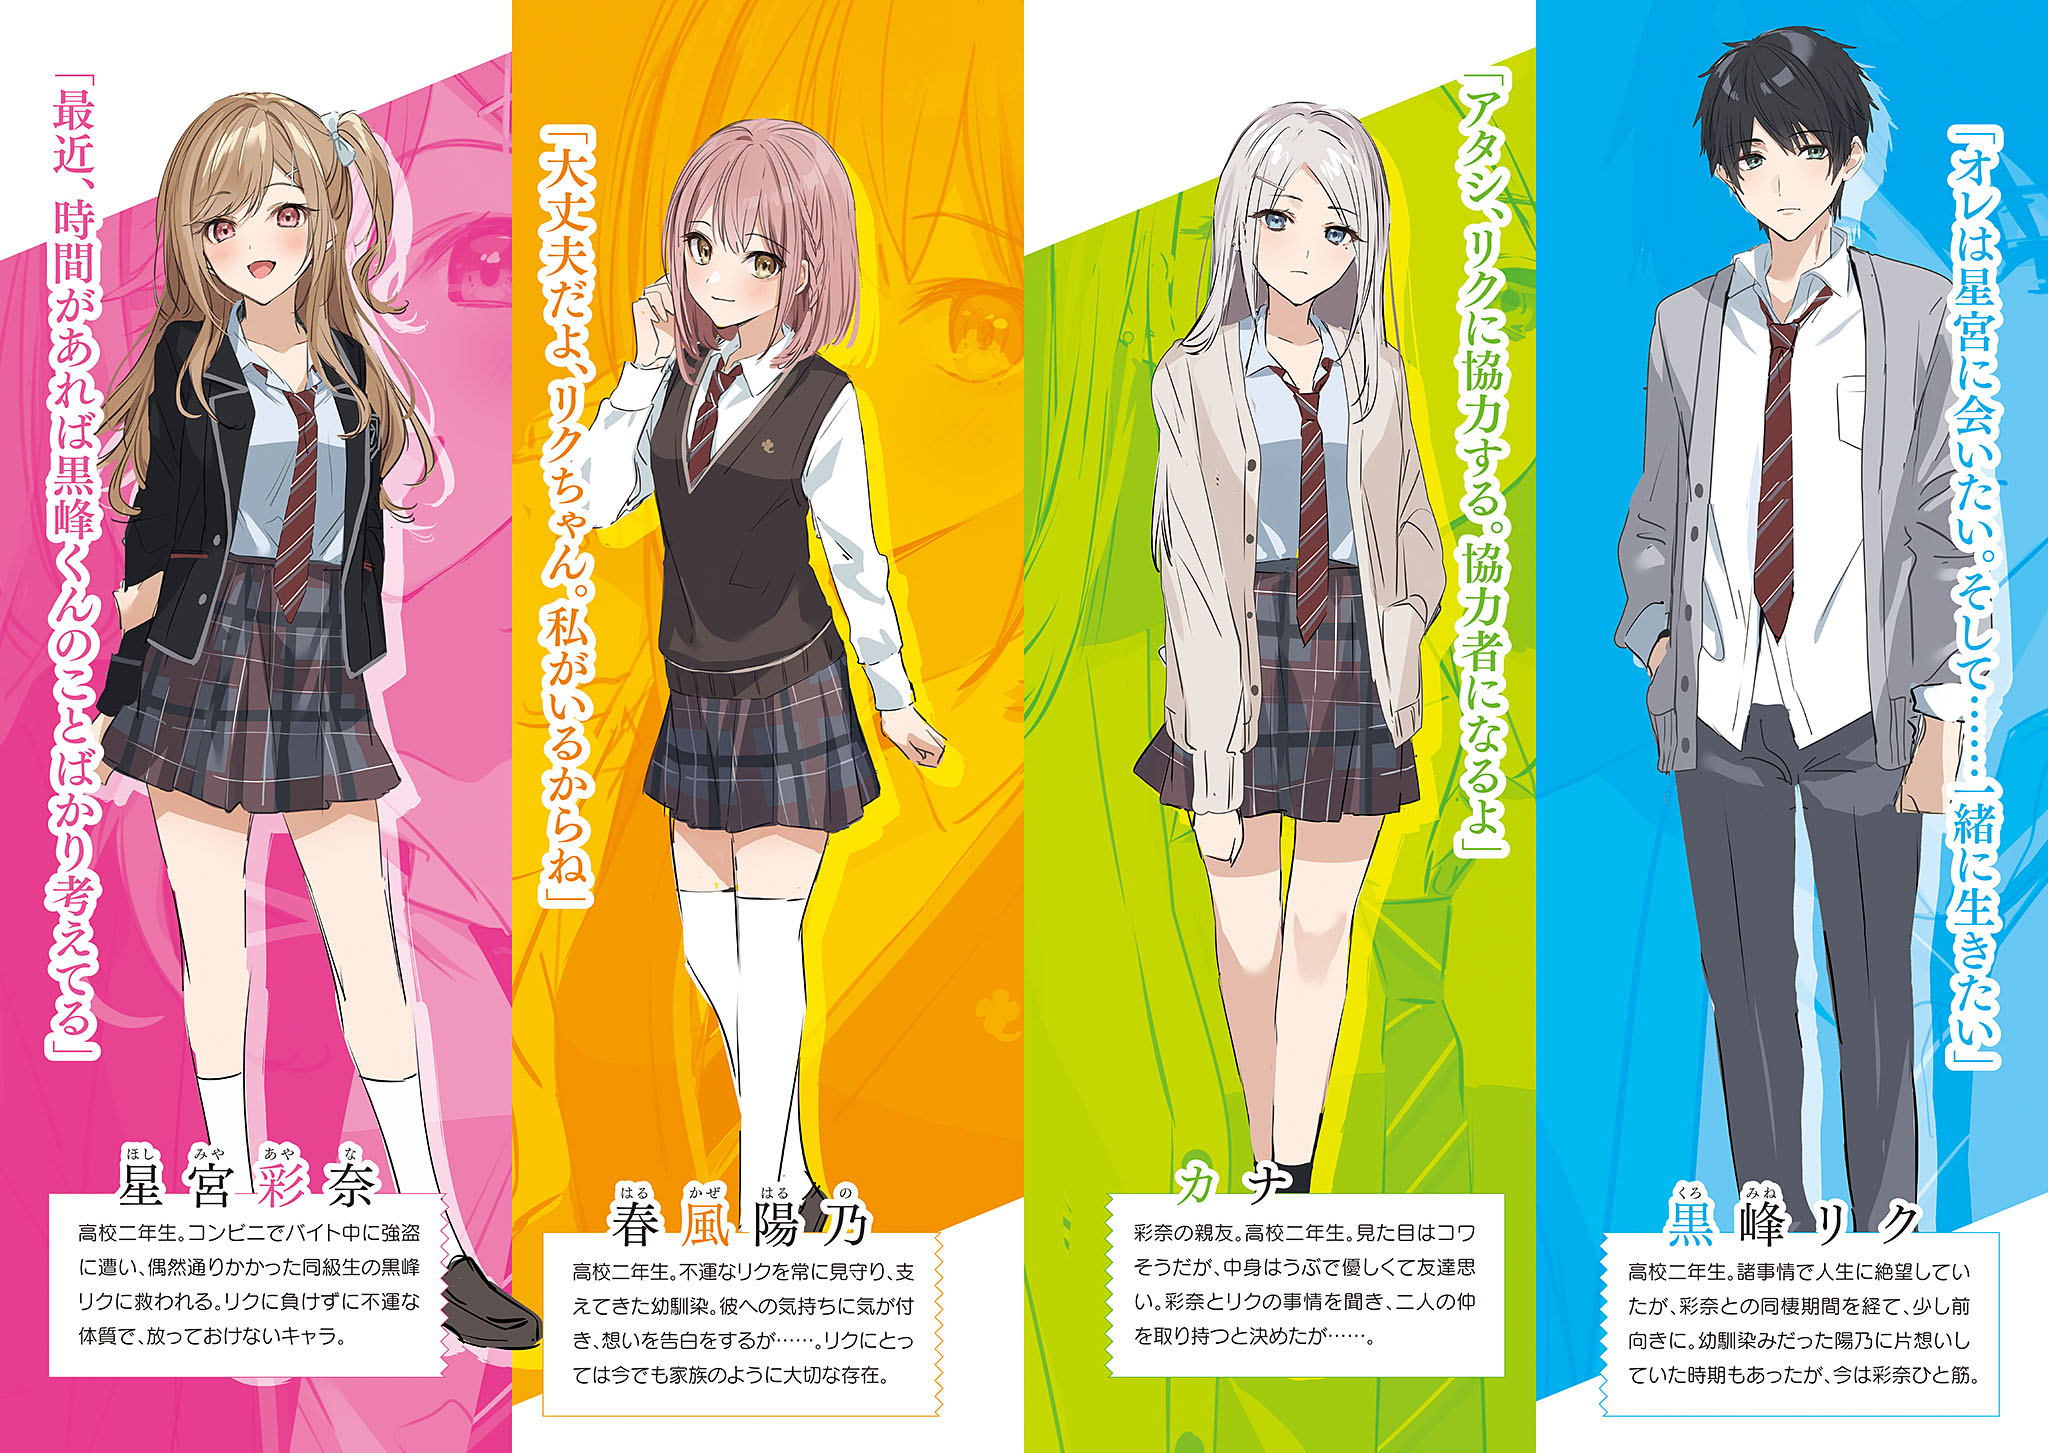 「オレは星宮に会いたい。そして………一緒に生きたい」
くろ みね
黒峰リク
高校二年生。諸事情で人生に絶望してい
たが、彩奈との同棲期間を経て、少し前
向きに。幼馴染みだった陽乃に片想いし
ていた時期もあったが、今は彩奈ひと筋。
「アタシ、リクに協力する。協力者になるよ」
カナ
彩奈の親友。高校二年生。見た目はコワ
そうだが、中身はうぶで優しくて友達思
い。彩奈とリクの事情を聞き、二人の仲
を取り持つと決めたが……。
「大丈夫だよ、リクちゃん。私がいるからね」
はる かぜ はる の
春風陽乃
高校二年生。不運なリクを常に見守り、支
えてきた幼馴染。彼への気持ちに気が付
き、想いを告白をするが……。リクにとっ
ては今でも家族のように大切な存在。
「最近、時間があれば黒峰くんのことばかり考えてる」
ほし みや あや な
星宮彩奈
高校二年生。コンビニでバイト中に強盗
に遭い、偶然通りかかった同級生の黒峰
リクに救われる。リクに負けずに不運な
体質で、放っておけないキャラ。